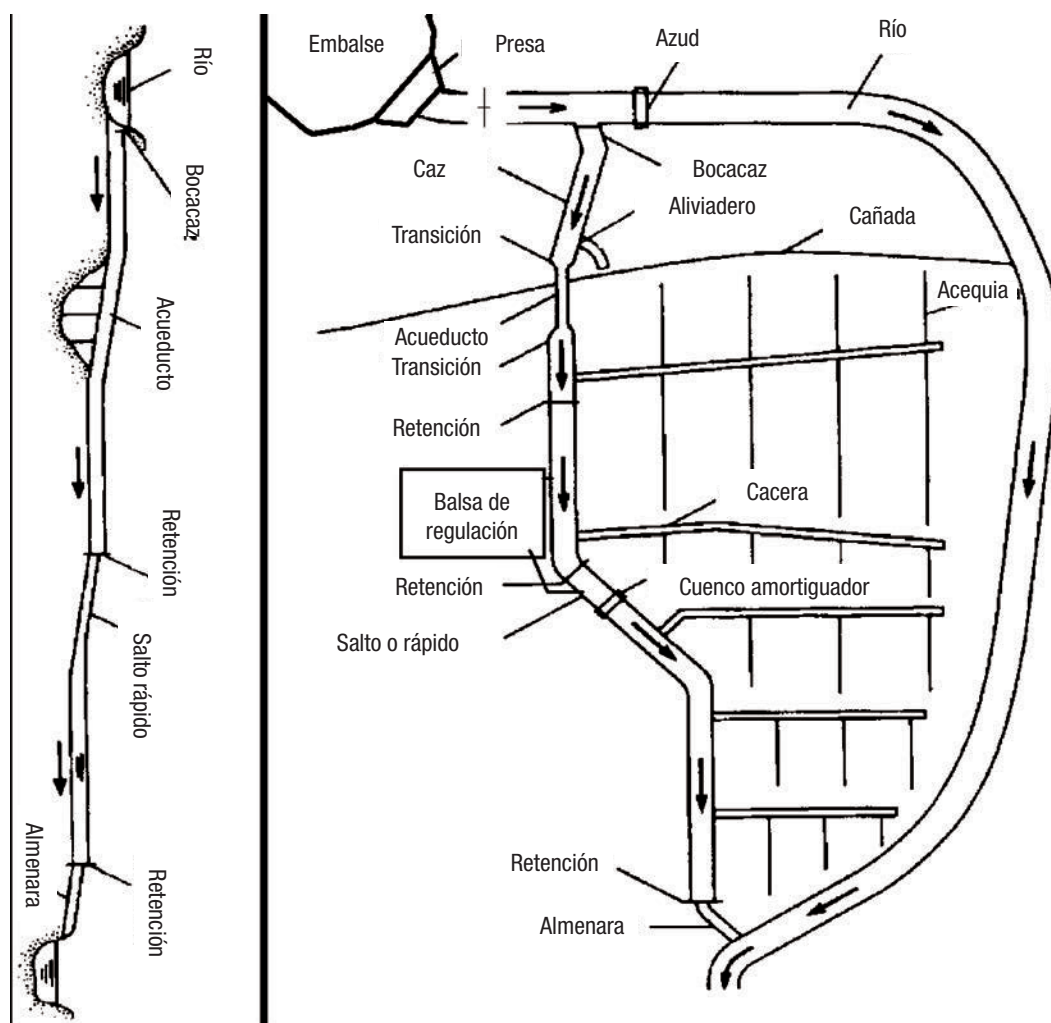 Río
Bocacaz
Acueducto
Retención
Salto rápido
Retención
Almenara
Embalse
Presa
Azud
Río
Caz
Bocacaz
Aliviadero
Transición
Cañada
Acueducto
Acequia
Transición
Retención
Balsa de
regulación
Cacera
Retención
Cuenco amortiguador
Salto o rápido
Retención
Almenara